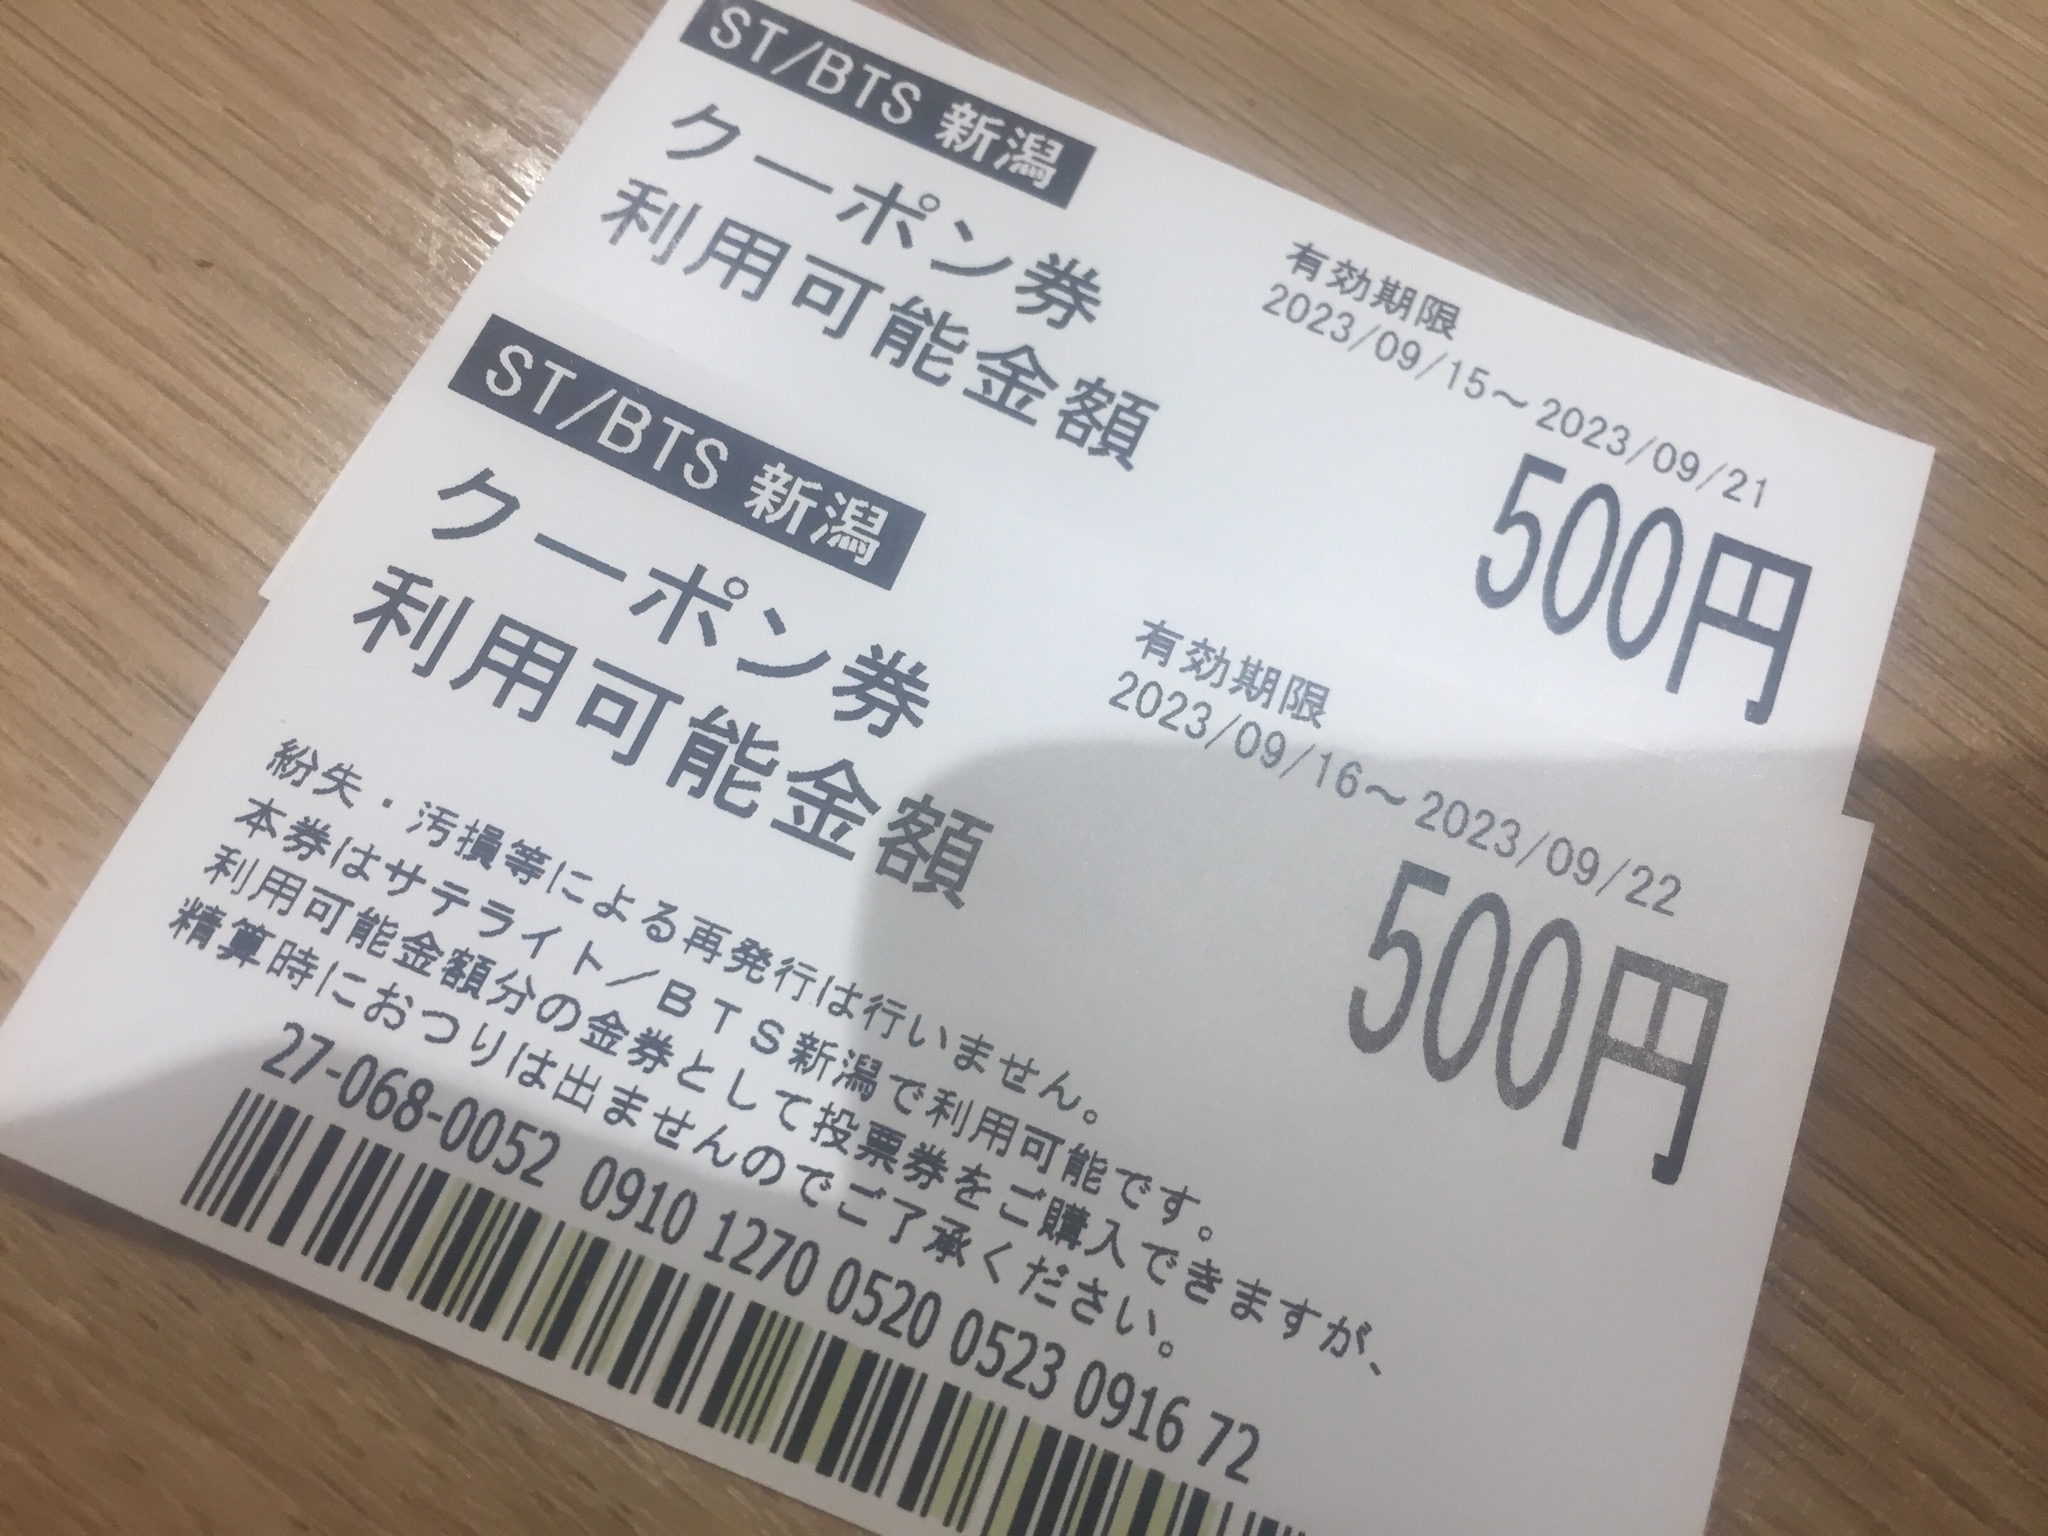 ST/BTS 新潟
クーポン券
利用可能金額
有効期限
2023/09/15～2023/09/21
500円
ST/BTS 新潟
クーポン券
利用可能金額
有効期限
2023/09/16～2023/09/22
500円
紛失・汚損等による再発行は行いません。
本券はサテライト/BTS新潟で利用可能です。
利用可能金額分の金券として投票券をご購入できますが、
精算時におつりは出ませんのでご了承ください。
27-068-0052 0910 1270 0520 0523 0916 72